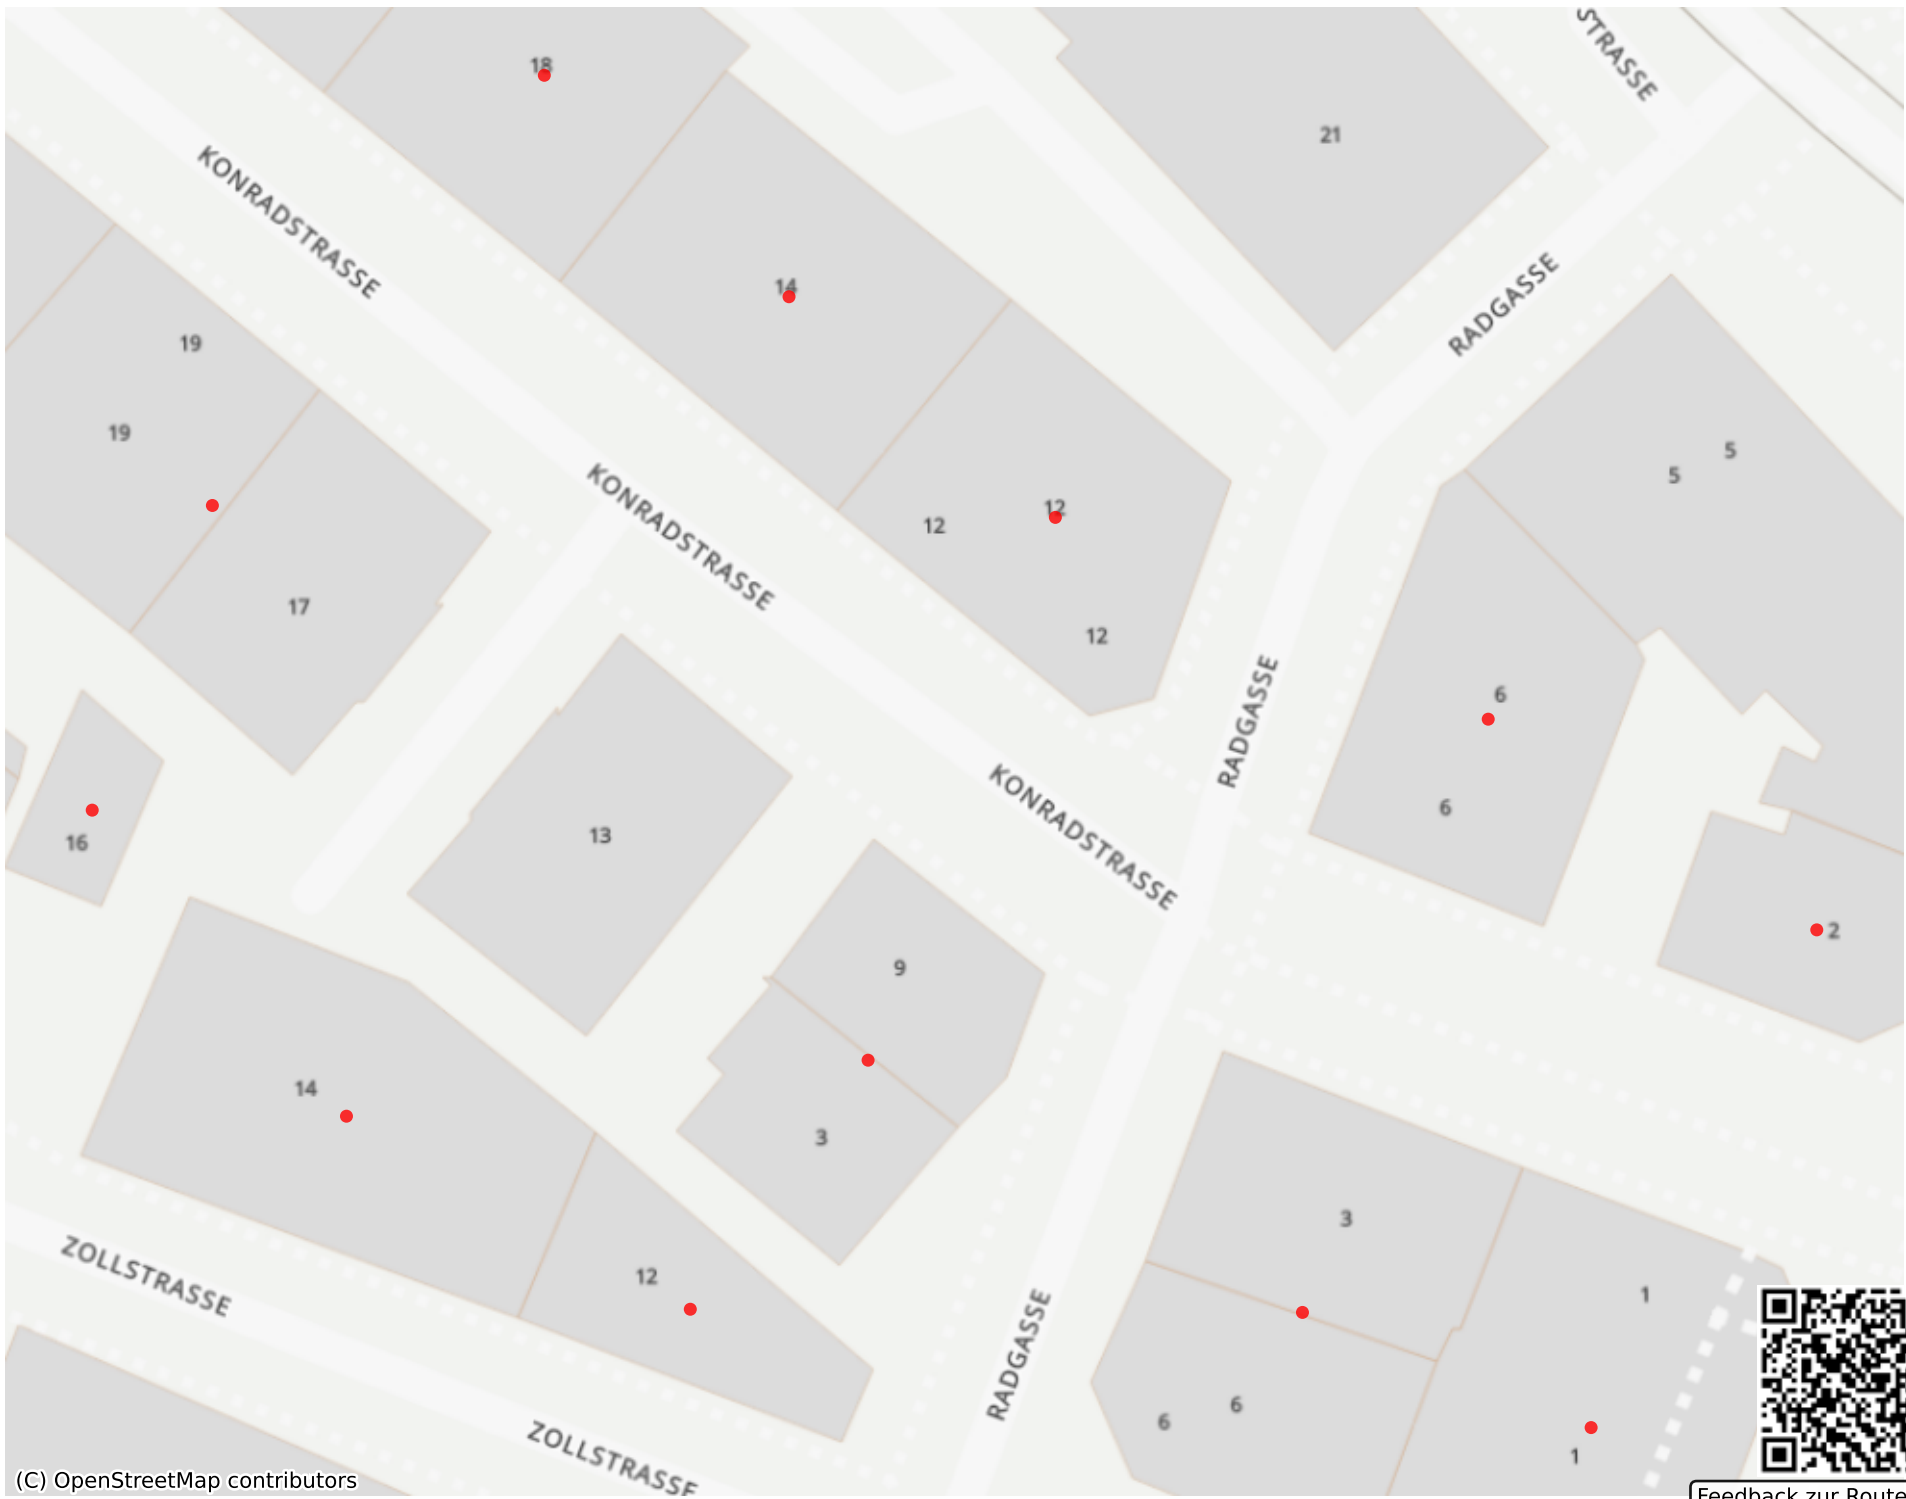 STRASSE
18
21
KONRADSTRASSE
RADGASSE
14
19
19
5
5
KONRADSTRASSE
12
12
17
12
RADGASSE
6
6
16
13
KONRADSTRASSE
9
2
14
3
3
12
ZOLLSTRASSE
1
RADGASSE
6
6
1
ZOLLSTRASSE
(C) OpenStreetMap contributors
Feedback zur Route